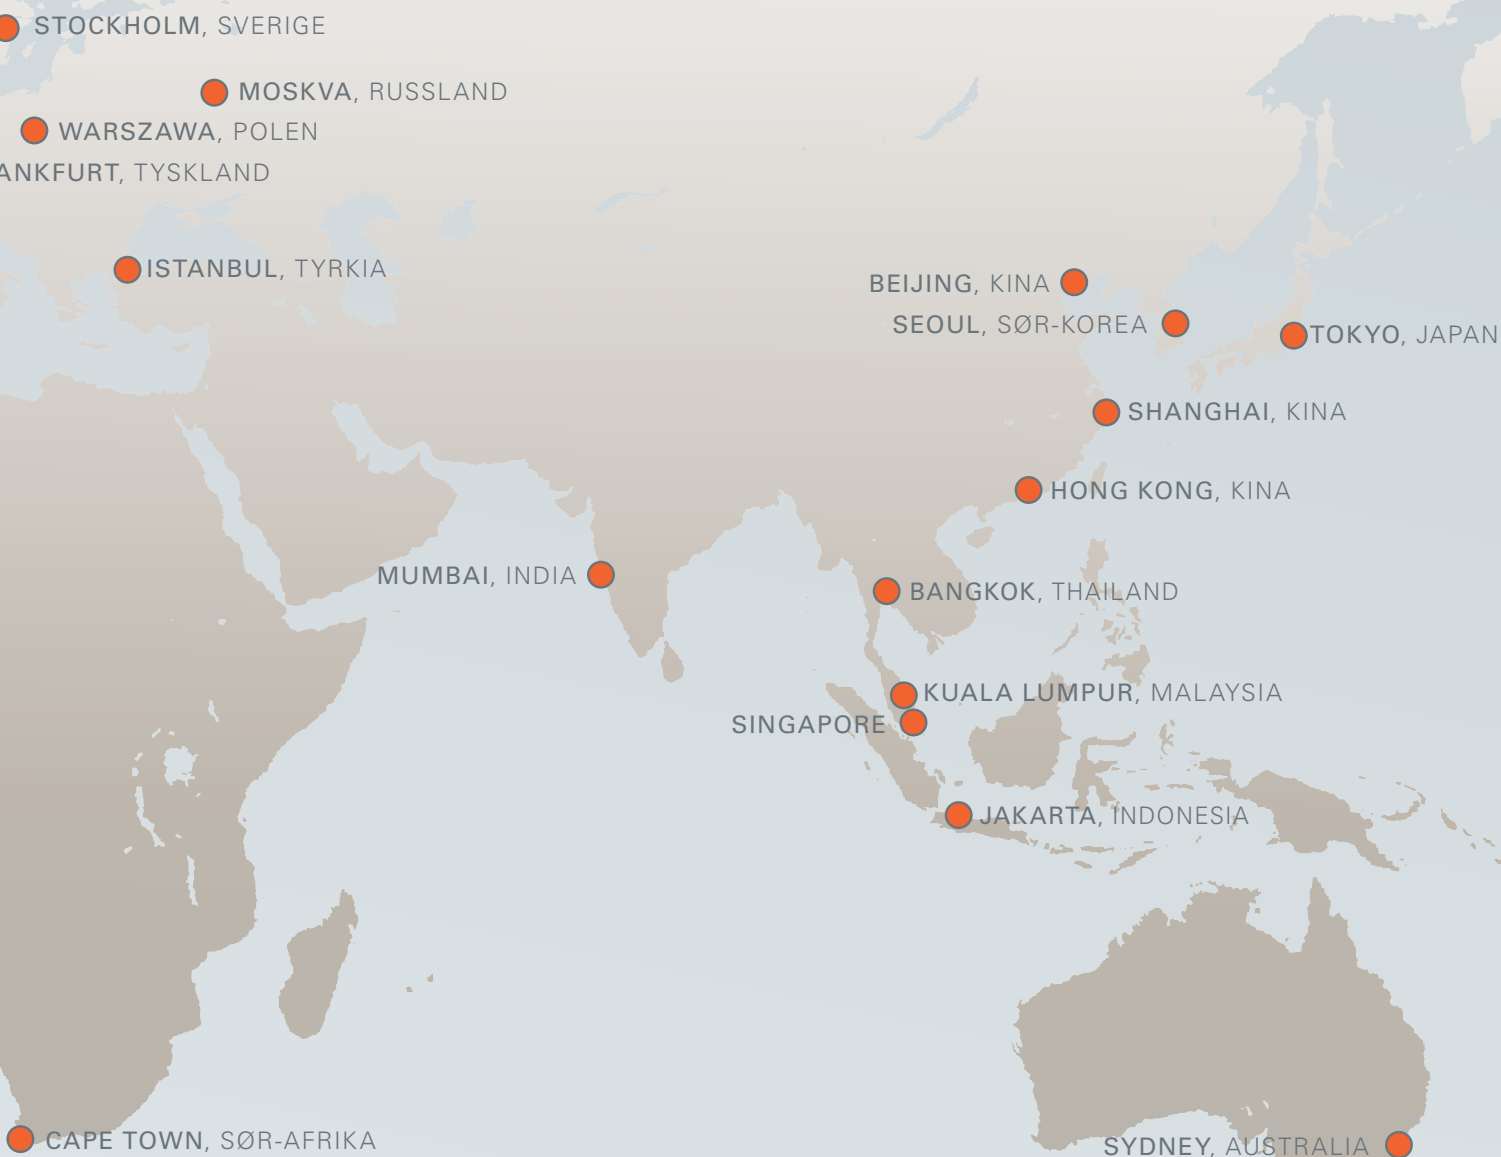 STOCKHOLM, SVERIGE
MOSKVA, RUSSLAND
WARSZAWA, POLEN
ANKFURT, TYSKLAND
ISTANBUL, TYRKIA
BEIJING, KINA
SEOUL, SØR-KOREA
TOKYO, JAPAN
SHANGHAI, KINA
HONG KONG, KINA
MUMBAI, INDIA
BANGKOK, THAILAND
KUALA LUMPUR, MALAYSIA
SINGAPORE
JAKARTA, INDONESIA
CAPE TOWN, SØR-AFRIKA
SYDNEY, AUSTRALIA